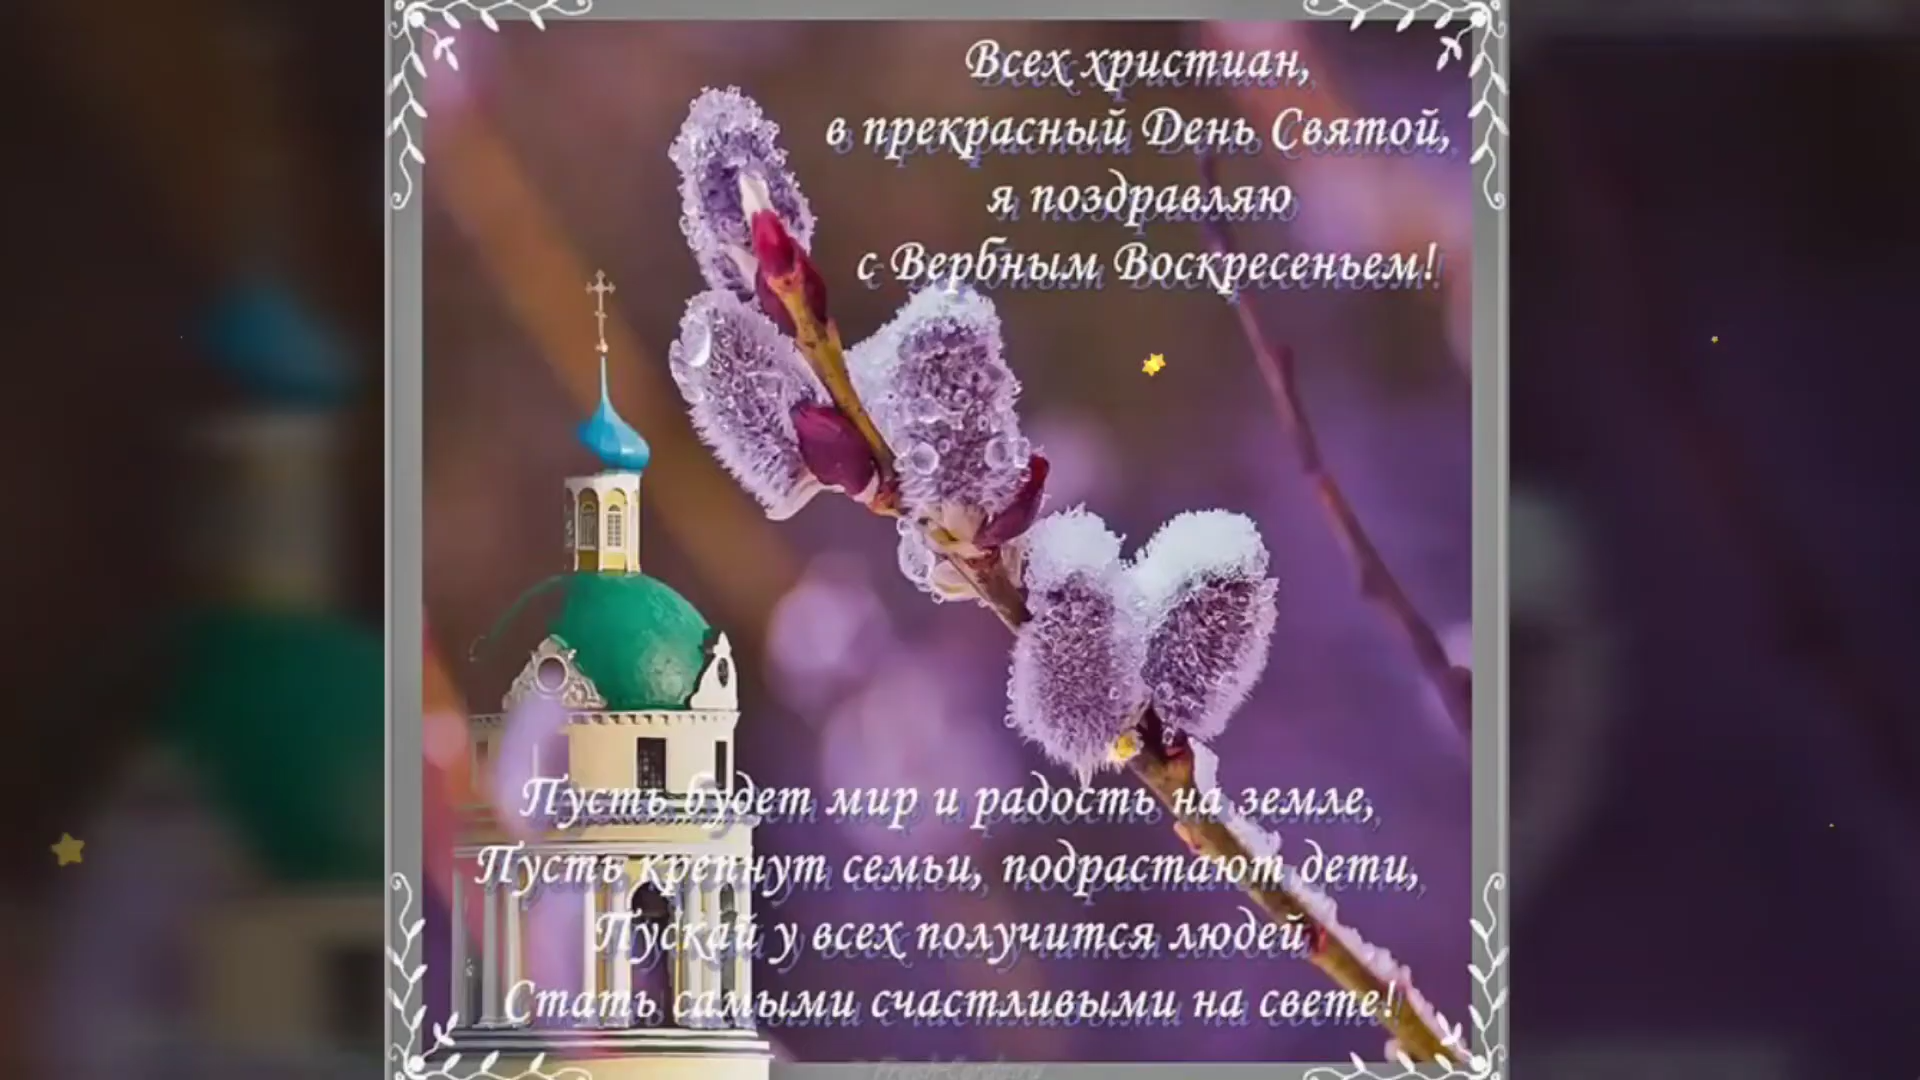 Всех христиан,
в прекрасный День Святой,
я поздравляю
с Вербным Воскресеньем!
Пусть будет мир и радость на земле,
Пусть крепнут семьи, подрастают дети,
Пускай у всех получится людей
Стать самыми счастливыми на свете!